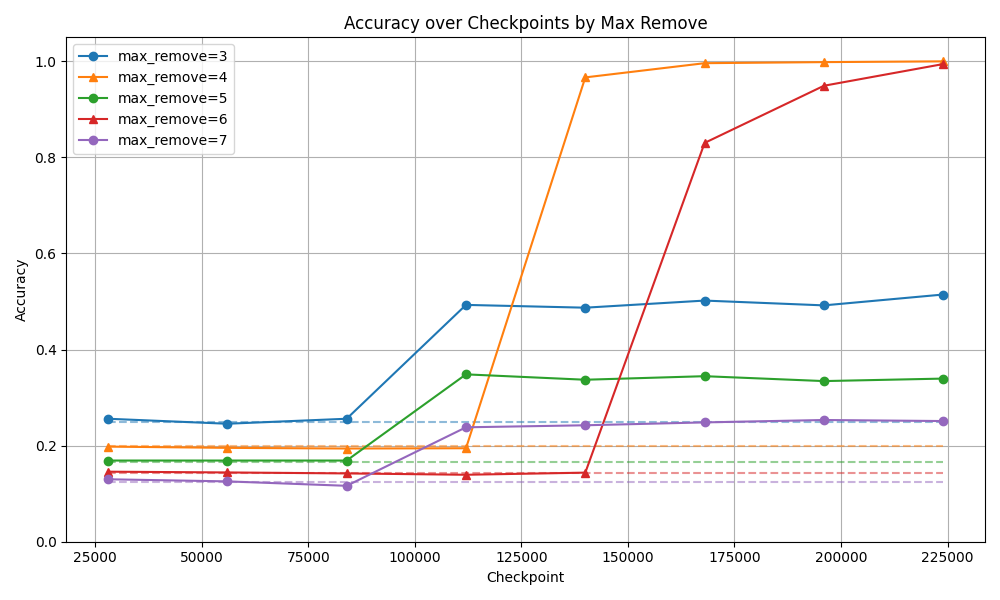 Accuracy over Checkpoints by Max Remove
max_remove=3
max_remove=4
max_remove=5
max_remove=6
max_remove=7
1.0
0.8
0.6
0.4
0.2
0.0
Accuracy
25000 50000 75000 100000 125000 150000 175000 200000 225000
Checkpoint